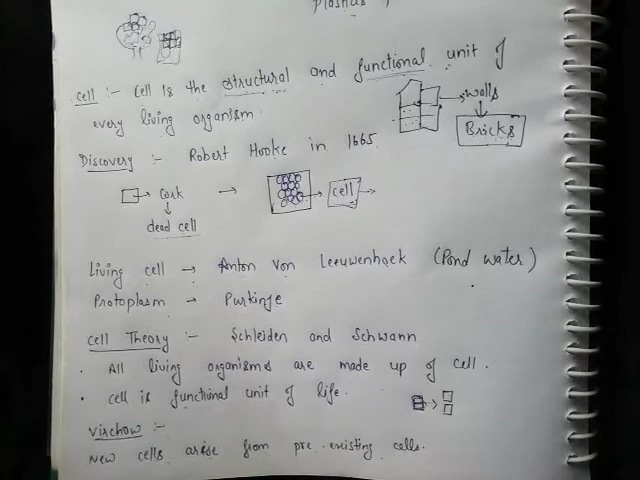 plastids
Cell :- Cell is the structural and functional unit of
every living organism.
walls
Bricks
Discovery :- Robert Hooke in 1665.
Cork
cell
dead cell
Living cell → Anton Von Leeuwenhoek (Pond water)
Protoplasm → Purkinje
Cell Theory :- Schleiden and Schwann
. All living organisms are made up of cell.
. cell is functional unit of life.
Virchow :-
New cells arise from pre-existing cells.